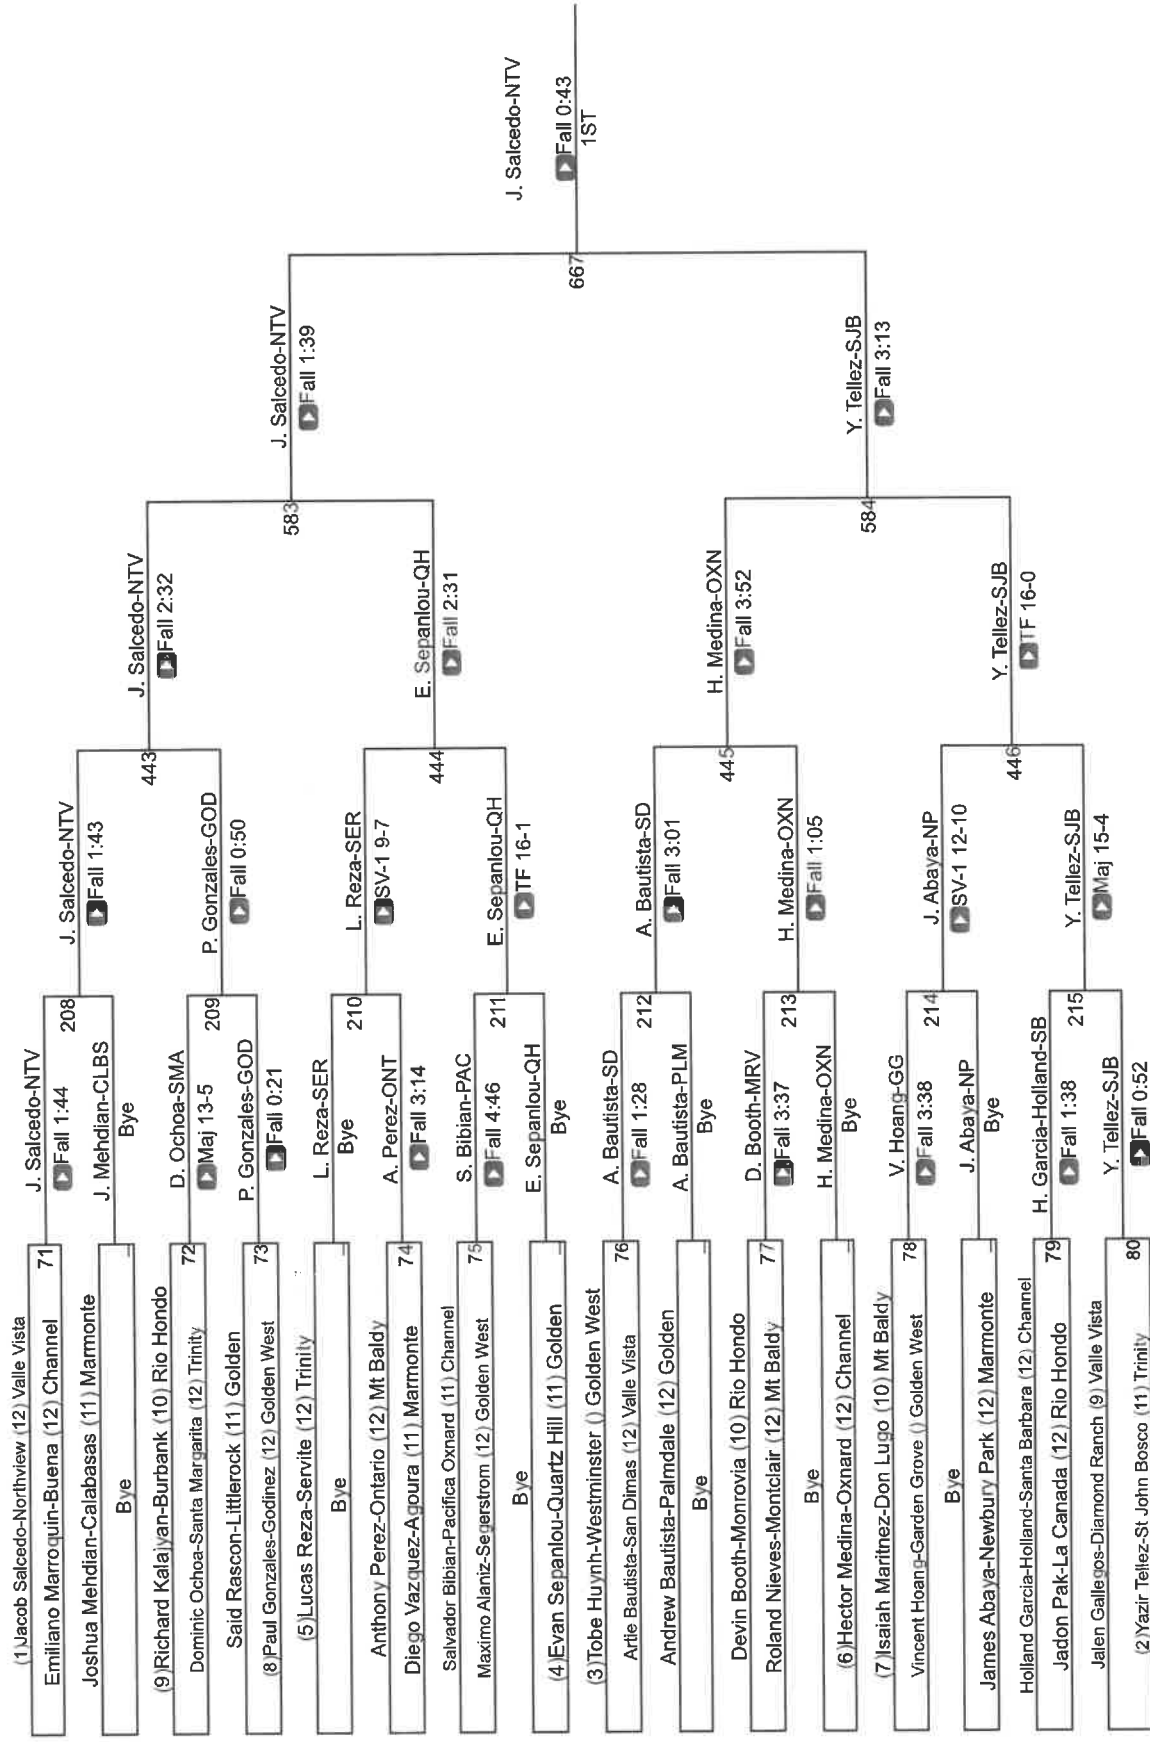 (1)Jacob Salcedo-Northview (12) Valle Vista
71
Emiliano Marroquin-Buena (12) Channel
Joshua Mehdian-Calabasas (11) Marmonte
Bye
(9)Richard Kalajyan-Burbank (10) Rio Hondo
72
Dominic Ochoa-Santa Margarita (12) Trinity
Said Rascon-Littlerock (11) Golden
73
(8)Paul Gonzales-Godinez (12) Golden West
(5)Lucas Reza-Servite (12) Trinity
Bye
Anthony Perez-Ontario (12) Mt Baldy
74
Diego Vazquez-Agoura (11) Marmonte
Salvador Bibian-Pacifica Oxnard (11) Channel
75
Maximo Alaniz-Segerstrom (12) Golden West
Bye
(4)Evan Sepanlou-Quartz Hill (11) Golden
(3)Tobe Huynh-Westminster () Golden West
76
Artie Bautista-San Dimas (12) Valle Vista
Andrew Bautista-Palmdale (12) Golden
Bye
Devin Booth-Monrovia (10) Rio Hondo
77
Roland Nieves-Montclair (12) Mt Baldy
Bye
(6)Hector Medina-Oxnard (12) Channel
(7)Isaiah Maritnez-Don Lugo (10) Mt Baldy
78
Vincent Hoang-Garden Grove () Golden West
Bye
James Abaya-Newbury Park (12) Marmonte
Holland Garcia-Holland-Santa Barbara (12) Channel
79
Jadon Pak-La Canada (12) Rio Hondo
Jalen Gallegos-Diamond Ranch (9) Valle Vista
80
(2)Yazir Tellez-St John Bosco (11) Trinity
J. Salcedo-NTV
Fall 1:44
208
J. Mehdian-CLBS
Bye
D. Ochoa-SMA
Maj 13-5
209
P. Gonzales-GOD
Fall 0:21
L. Reza-SER
Bye
210
A. Perez-ONT
Fall 3:14
S. Bibian-PAC
Fall 4:46
211
E. Sepanlou-QH
Bye
A. Bautista-SD
Fall 1:28
212
A. Bautista-PLM
Bye
D. Booth-MRV
Fall 3:37
213
H. Medina-OXN
Bye
V. Hoang-GG
Fall 3:38
214
J. Abaya-NP
Bye
H. Garcia-Holland-SB
Fall 1:38
215
Y. Tellez-SJB
Fall 0:52
J. Salcedo-NTV
Fall 1:43
443
P. Gonzales-GOD
Fall 0:50
L. Reza-SER
SV-1 9-7
444
E. Sepanlou-QH
TF 16-1
A. Bautista-SD
Fall 3:01
445
H. Medina-OXN
Fall 1:05
J. Abaya-NP
SV-1 12-10
446
Y. Tellez-SJB
Maj 15-4
J. Salcedo-NTV
Fall 2:32
583
E. Sepanlou-QH
Fall 2:31
H. Medina-OXN
Fall 3:52
584
Y. Tellez-SJB
TF 16-0
J. Salcedo-NTV
Fall 1:39
667
Y. Tellez-SJB
Fall 3:13
J. Salcedo-NTV
Fall 0:43
1ST